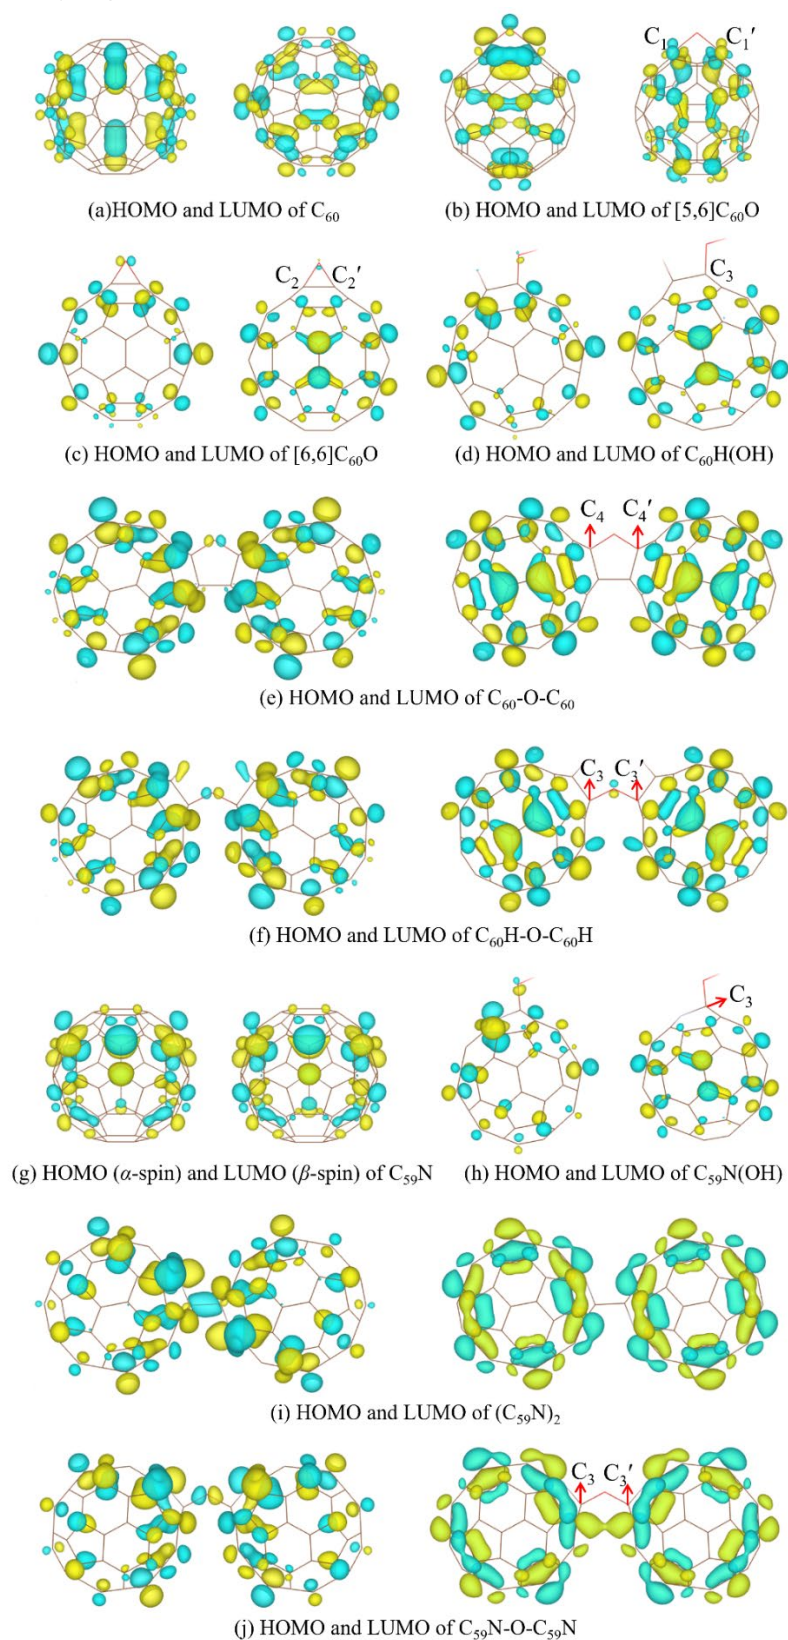 C₁ C₁′
(a)HOMO and LUMO of C₆₀ (b) HOMO and LUMO of [5,6]C₆₀O
C₂ C₂′ C₃
(c) HOMO and LUMO of [6,6]C₆₀O (d) HOMO and LUMO of C₆₀H(OH)
C₄ C₄′
(e) HOMO and LUMO of C₆₀-O-C₆₀
C₃ C₃′
(f) HOMO and LUMO of C₆₀H-O-C₆₀H
C₃
(g) HOMO (α-spin) and LUMO (β-spin) of C₅₉N (h) HOMO and LUMO of C₅₉N(OH)
(i) HOMO and LUMO of (C₅₉N)₂
C₃ C₃′
(j) HOMO and LUMO of C₅₉N-O-C₅₉N